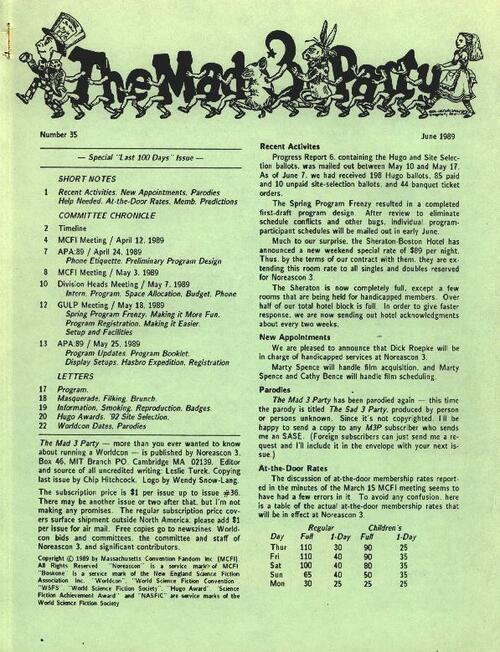 The Mad 3 Party
Number 35
June 1989
— Special "Last 100 Days" Issue —
SHORT NOTES
1 Recent Activities. New Appointments. Parodies
Help Needed. At-the-Door Rates. Memb. Predictions
COMMITTEE CHRONICLE
2 Timeline
4 MCFI Meeting / April 12, 1989
7 APA:89 / April 24, 1989
Phone Etiquette. Preliminary Program Design
8 MCFI Meeting / May 3, 1989
10 Division Heads Meeting / May 7, 1989
Intern. Program. Space Allocation. Budget. Phone
12 GULP Meeting / May 18, 1989
Spring Program Frenzy. Making it More Fun.
Program Registration. Making it Easier.
Setup and Facilities
13 APA:89 / May 25, 1989
Program Updates. Program Booklet.
Display Setups. Hasbro Expedition. Registration
LETTERS
17 Program.
18 Masquerade. Filking. Brunch.
19 Information. Smoking. Reproduction. Badges.
20 Hugo Awards. '92 Site Selection.
22 Worldcon Dates. Parodies
The Mad 3 Party — more than you ever wanted to know
about running a Worldcon — is published by Noreascon 3,
Box 46, MIT Branch PO, Cambridge MA 02139. Editor
and source of all uncredited writing: Leslie Turek. Copying
last issue by Chip Hitchcock. Logo by Wendy Snow-Lang.
The subscription price is $1 per issue up to issue #36.
There may be another issue or two after that, but I'm not
making any promises. The regular subscription price cov-
ers surface shipment outside North America; please add $1
per issue for air mail. Free copies go to newszines, World-
con bids and committees, the committee and staff of
Noreascon 3, and significant contributors.
Copyright © 1989 by Massachusetts Convention Fandom Inc (MCFI)
All Rights Reserved "Noreascon" is a service mark of MCFI
"Boskone" is a service mark of the New England Science Fiction
Association Inc. "Worldcon", "World Science Fiction Convention"
"WSFS" "World Science Fiction Society", "Hugo Award", "Science
Fiction Achievement Award" and "NASFiC" are service marks of the
World Science Fiction Society
Recent Activites
Progress Report 6, containing the Hugo and Site Selec-
tion ballots, was mailed out between May 10 and May 17.
As of June 7, we had received 198 Hugo ballots, 85 paid
and 10 unpaid site-selection ballots, and 44 banquet ticket
orders.
The Spring Program Frenzy resulted in a completed
first-draft program design. After review to eliminate
schedule conflicts and other bugs, individual program-
participant schedules will be mailed out in early June.
Much to our surprise, the Sheraton-Boston Hotel has
announced a new weekend special rate of $89 per night.
Thus, by the terms of our contract with them, they are ex-
tending this room rate to all singles and doubles reserved
for Noreascon 3.
The Sheraton is now completely full, except a few
rooms that are being held for handicapped members. Over
half of our total hotel block is full. In order to give faster
response, we are now sending out hotel acknowledgments
about every two weeks.
New Appointments
We are pleased to announce that Dick Roepke will be
in charge of handicapped services at Noreascon 3.
Marty Spence will handle film acquisition, and Marty
Spence and Cathy Bence will handle film scheduling.
Parodies
The Mad 3 Party has been parodied again — this time
the parody is titled The Sad 3 Party, produced by person
or persons unknown. Since it's not copyrighted, I'll be
happy to send a copy to any M3P subscriber who sends
me an SASE. (Foreign subscribers can just send me a re-
quest and I'll include it in the envelope with your next is-
sue.)
At-the-Door Rates
The discussion of at-the-door membership rates report-
ed in the minutes of the March 15 MCFI meeting seems to
have had a few errors in it. To avoid any confusion, here
is a table of the actual at-the-door membership rates that
will be in effect at Noreascon 3.
Regular Children's
Day Full 1-Day Full 1-Day
Thur 110 30 90 25
Fri 110 40 90 35
Sat 100 40 80 35
Sun 65 40 50 35
Mon 30 25 25 25